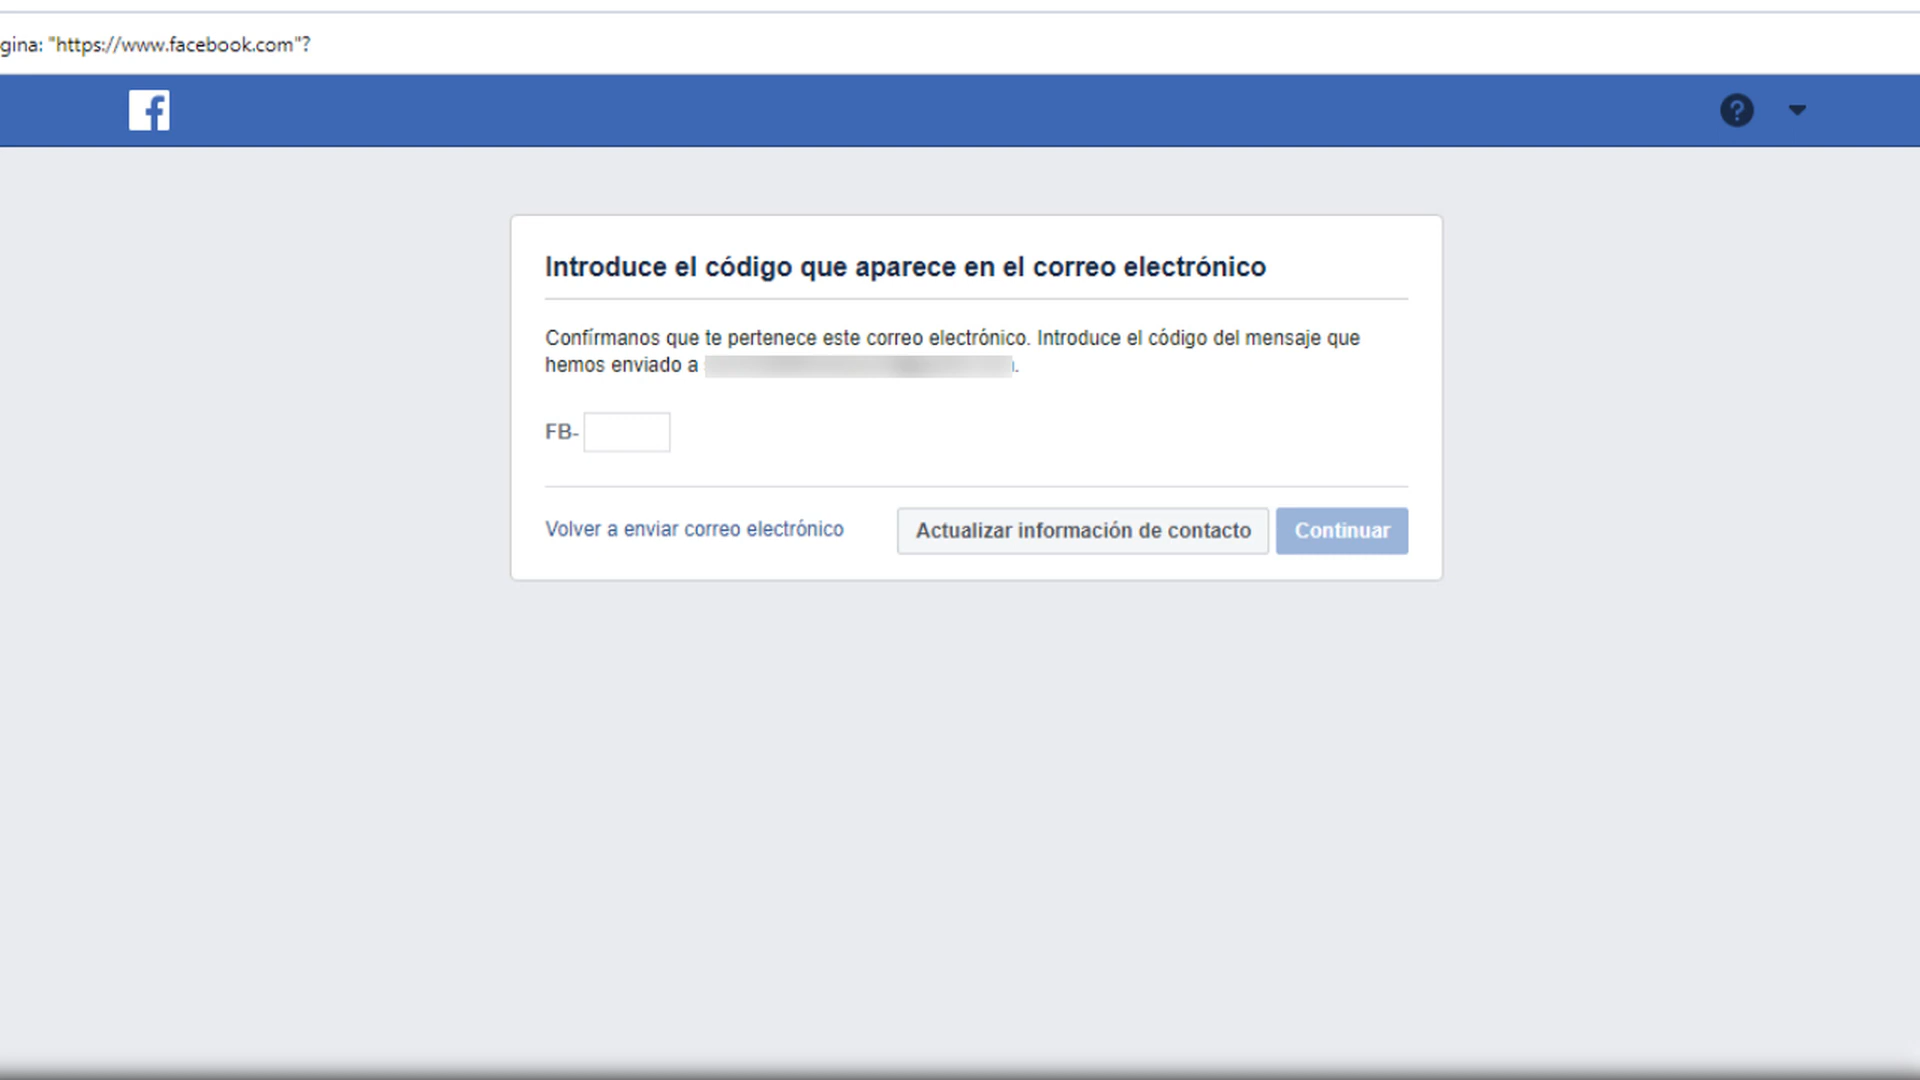 gina: "https://www.facebook.com"?
f
?
Introduce el código que aparece en el correo electrónico
Confírmanos que te pertenece este correo electrónico. Introduce el código del mensaje que
hemos enviado a
FB-
Volver a enviar correo electrónico
Actualizar información de contacto
Continuar